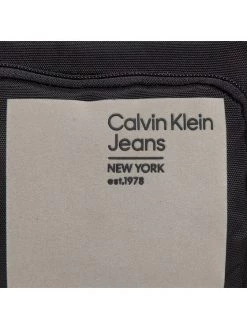 Calvin Klein
Jeans
NEW YORK
est.1978